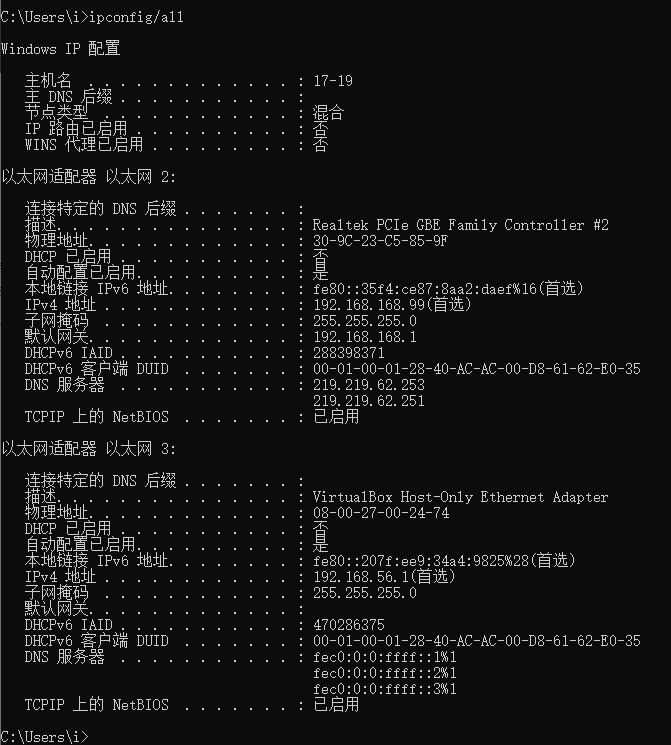 C:\Users\i>ipconfig/all
Windows IP 配置
主机名 . . . . . . . . . . . . . : 17-19
主 DNS 后缀 . . . . . . . . . . . :
节点类型 . . . . . . . . . . . . : 混合
IP 路由已启用 . . . . . . . . . . : 否
WINS 代理已启用 . . . . . . . . . : 否
以太网适配器 以太网 2:
连接特定的 DNS 后缀 . . . . . . . :
描述. . . . . . . . . . . . . . . : Realtek PCIe GBE Family Controller #2
物理地址. . . . . . . . . . . . . : 30-9C-23-C5-85-9F
DHCP 已启用 . . . . . . . . . . . : 否
自动配置已启用. . . . . . . . . . : 是
本地链接 IPv6 地址. . . . . . . . : fe80::35f4:ce87:8aa2:daef%16(首选)
IPv4 地址 . . . . . . . . . . . . : 192.168.168.99(首选)
子网掩码 . . . . . . . . . . . . : 255.255.255.0
默认网关. . . . . . . . . . . . . : 192.168.168.1
DHCPv6 IAID . . . . . . . . . . . : 288398371
DHCPv6 客户端 DUID . . . . . . . : 00-01-00-01-28-40-AC-AC-00-D8-61-62-E0-35
DNS 服务器 . . . . . . . . . . . : 219.219.62.253
219.219.62.251
TCPIP 上的 NetBIOS . . . . . . . : 已启用
以太网适配器 以太网 3:
连接特定的 DNS 后缀 . . . . . . . :
描述. . . . . . . . . . . . . . . : VirtualBox Host-Only Ethernet Adapter
物理地址. . . . . . . . . . . . . : 08-00-27-00-24-74
DHCP 已启用 . . . . . . . . . . . : 否
自动配置已启用. . . . . . . . . . : 是
本地链接 IPv6 地址. . . . . . . . : fe80::207f:ee9:34a4:9825%28(首选)
IPv4 地址 . . . . . . . . . . . . : 192.168.56.1(首选)
子网掩码 . . . . . . . . . . . . : 255.255.255.0
默认网关. . . . . . . . . . . . . :
DHCPv6 IAID . . . . . . . . . . . : 470286375
DHCPv6 客户端 DUID . . . . . . . : 00-01-00-01-28-40-AC-AC-00-D8-61-62-E0-35
DNS 服务器 . . . . . . . . . . . : fec0:0:0:ffff::1%1
fec0:0:0:ffff::2%1
fec0:0:0:ffff::3%1
TCPIP 上的 NetBIOS . . . . . . . : 已启用
C:\Users\i>